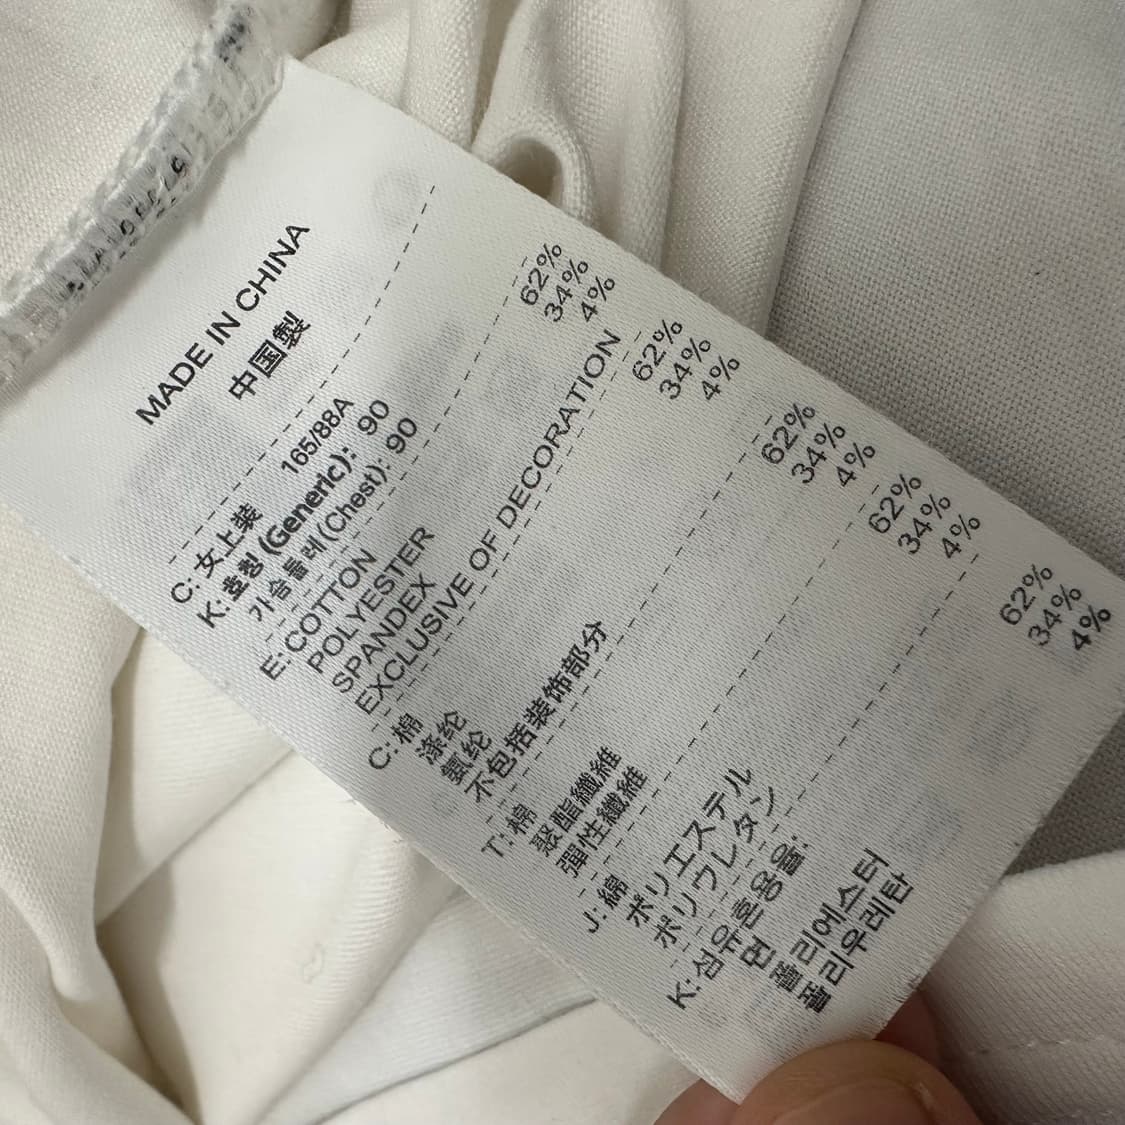 MADE IN CHINA
中国製
C: 女上装 165/88A
K: 호칭 (Generic): 90
가슴둘레(Chest): 90
E: COTTON 62%
POLYESTER 34%
SPANDEX 4%
EXCLUSIVE OF DECORATION
C: 棉 62%
涤纶 34%
氨纶 4%
不包括装饰部分
T: 棉 62%
聚酯纖維 34%
彈性纖維 4%
J: 綿 62%
ポリエステル 34%
ポリウレタン 4%
K: 섬유혼용율:
면 62%
폴리에스터 34%
폴리우레탄 4%